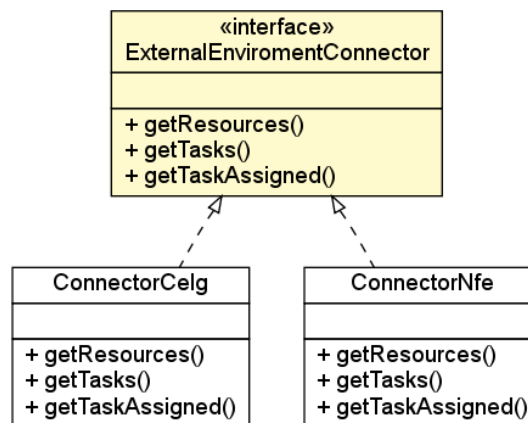 «interface»
ExternalEnviromentConnector
+ getResources()
+ getTasks()
+ getTaskAssigned()
ConnectorCelg
+ getResources()
+ getTasks()
+ getTaskAssigned()
ConnectorNfe
+ getResources()
+ getTasks()
+ getTaskAssigned()